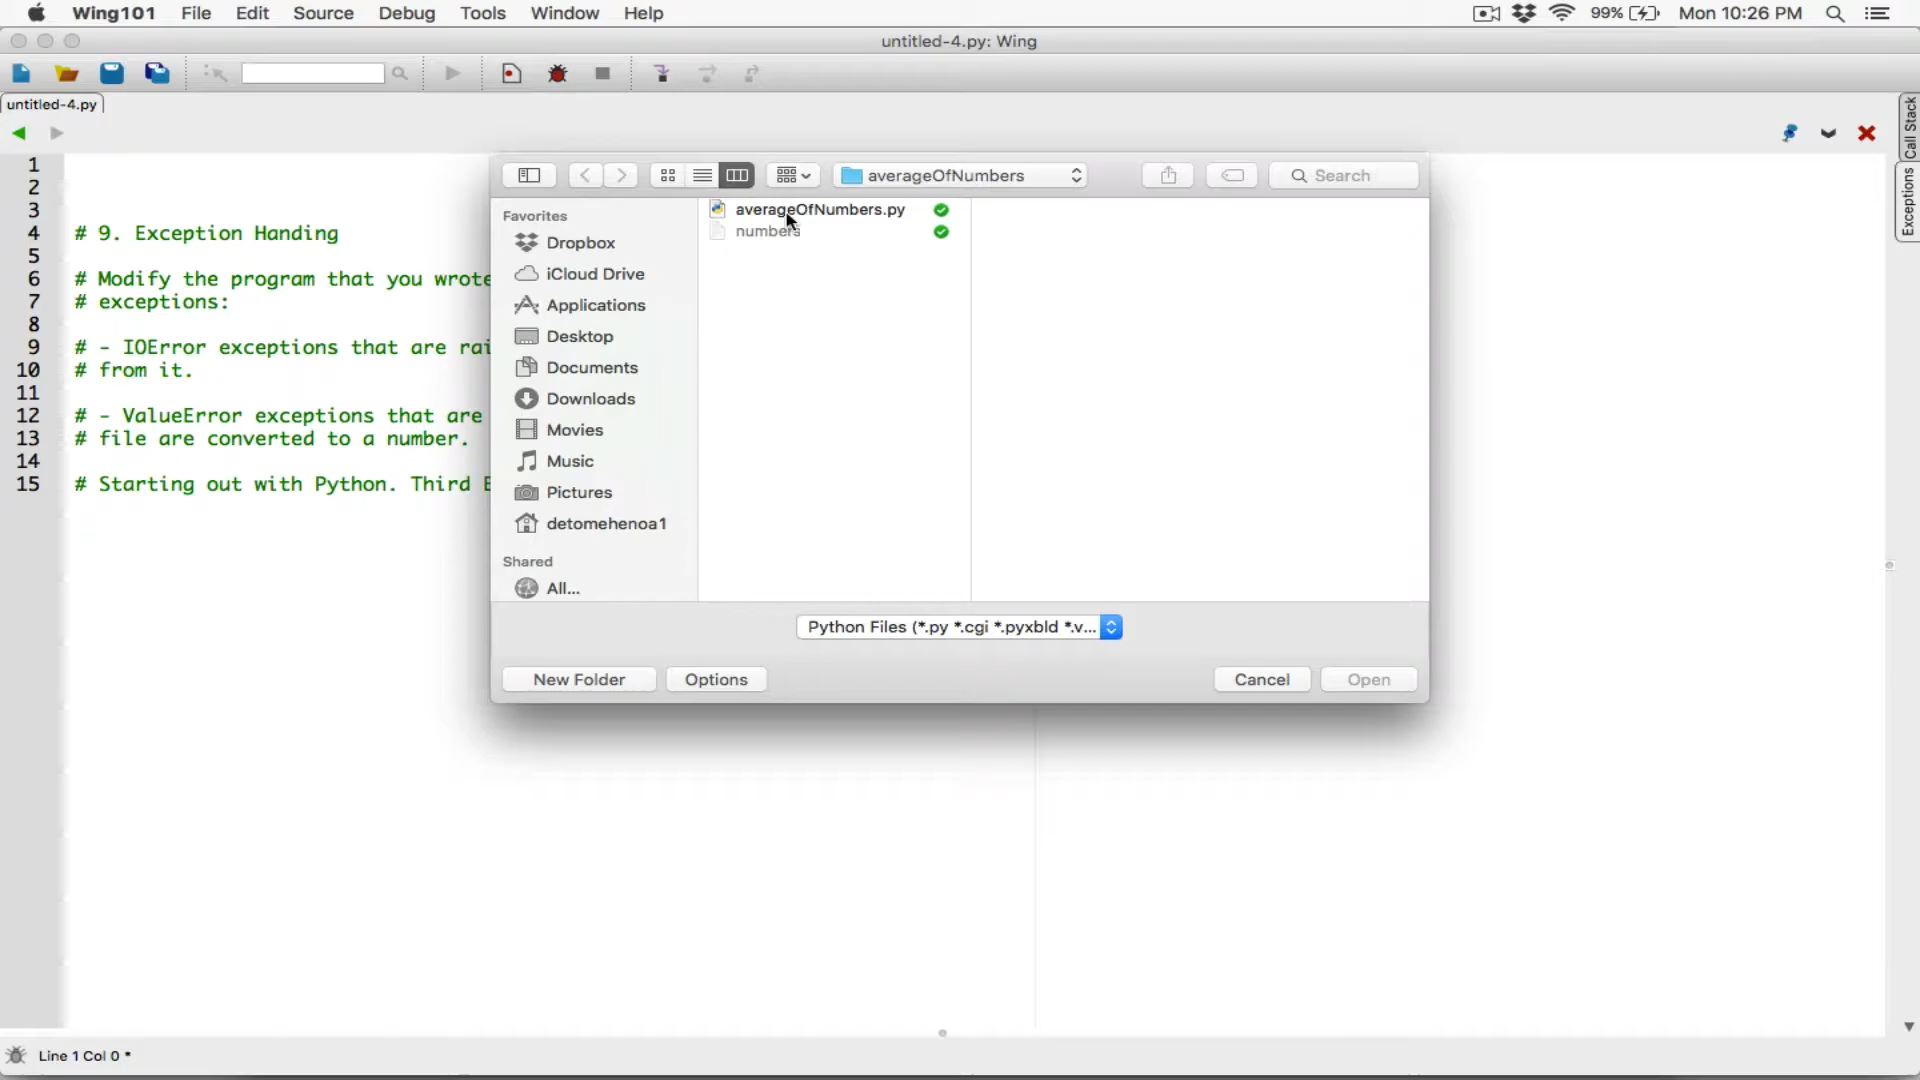 Wing101 File Edit Source Debug Tools Window Help 99% Mon 10:26 PM
untitled-4.py: Wing
untitled-4.py
Call Stack
Exceptions
averageOfNumbers
Search
Favorites
Dropbox
iCloud Drive
Applications
Desktop
Documents
Downloads
Movies
Music
Pictures
detomehenoa1
Shared
All...
averageOfNumbers.py
numbers
Python Files (*.py *.cgi *.pyxbld *.v...
New Folder Options Cancel Open
1
2
3
4 # 9. Exception Handing
5
6 # Modify the program that you wrote
7 # exceptions:
8
9 # - IOError exceptions that are rai
10 # from it.
11
12 # - ValueError exceptions that are
13 # file are converted to a number.
14
15 # Starting out with Python. Third E
Line 1 Col 0 *